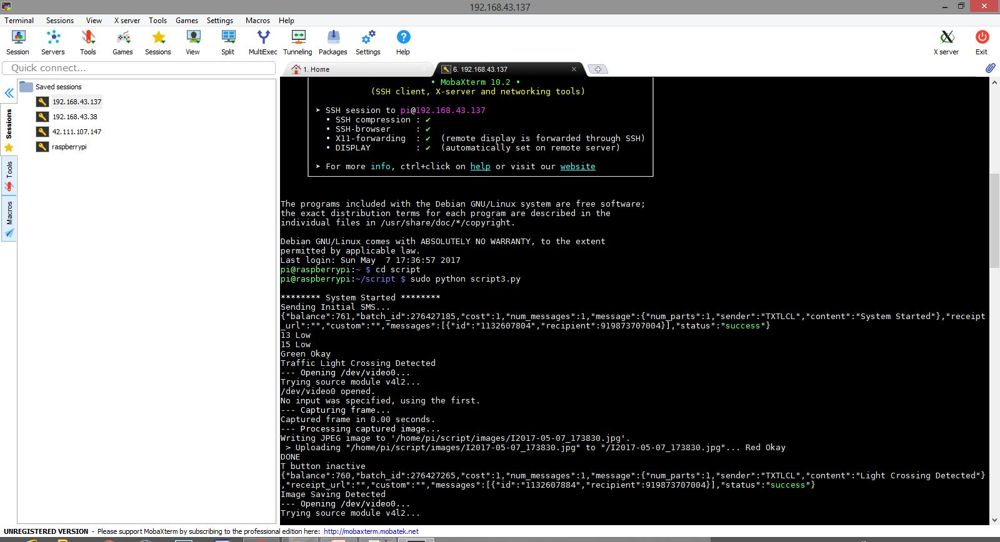 192.168.43.137
Terminal Sessions View X server Tools Games Settings Macros Help
Session Servers Tools Games Sessions View Split MultiExec Tunneling Packages Settings Help X server Exit
Quick connect...
1. Home
6. 192.168.43.137
Saved sessions
192.168.43.137
192.168.43.38
42.111.107.147
raspberrypi
Sessions
Tools
Macros
• MobaXterm 10.2 •
(SSH client, X-server and networking tools)
➤ SSH session to pi@192.168.43.137
• SSH compression : ✔
• SSH-browser     : ✔
• X11-forwarding  : ✔  (remote display is forwarded through SSH)
• DISPLAY         : ✔  (automatically set on remote server)
➤ For more info, ctrl+click on help or visit our website
The programs included with the Debian GNU/Linux system are free software;
the exact distribution terms for each program are described in the
individual files in /usr/share/doc/*/copyright.
Debian GNU/Linux comes with ABSOLUTELY NO WARRANTY, to the extent
permitted by applicable law.
Last login: Sun May  7 17:36:57 2017
pi@raspberrypi:~ $ cd script
pi@raspberrypi:~/script $ sudo python script3.py
******** System Started ********
Sending Initial SMS...
{"balance":761,"batch_id":276427185,"cost":1,"num_messages":1,"message":{"num_parts":1,"sender":"TXTLCL","content":"System Started"},"receipt
_url":"","custom":"","messages":[{"id":"1132607804","recipient":919873707004}],"status":"success"}
13 Low
15 Low
Green Okay
Traffic Light Crossing Detected
--- Opening /dev/video0...
Trying source module v4l2...
/dev/video0 opened.
No input was specified, using the first.
--- Capturing frame...
Captured frame in 0.00 seconds.
--- Processing captured image...
Writing JPEG image to '/home/pi/script/images/I2017-05-07_173830.jpg'.
 > Uploading "/home/pi/script/images/I2017-05-07_173830.jpg" to "/I2017-05-07_173830.jpg"... Red Okay
DONE
T button inactive
{"balance":760,"batch_id":276427265,"cost":1,"num_messages":1,"message":{"num_parts":1,"sender":"TXTLCL","content":"Light Crossing Detected"}
,"receipt_url":"","custom":"","messages":[{"id":"1132607884","recipient":919873707004}],"status":"success"}
Image Saving Detected
--- Opening /dev/video0...
Trying source module v4l2...
UNREGISTERED VERSION - Please support MobaXterm by subscribing to the professional edition here: http://mobaxterm.mobatek.net